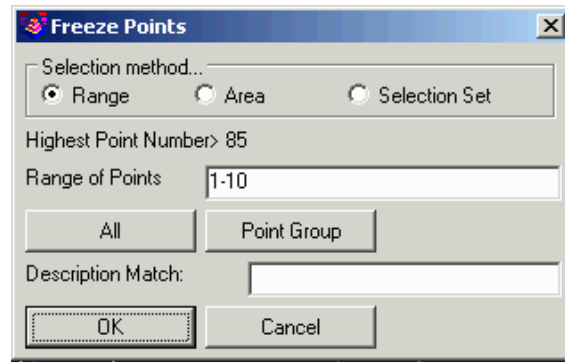 Freeze Points
Selection method...
Range Area Selection Set
Highest Point Number> 85
Range of Points 1-10
All Point Group
Description Match:
OK Cancel